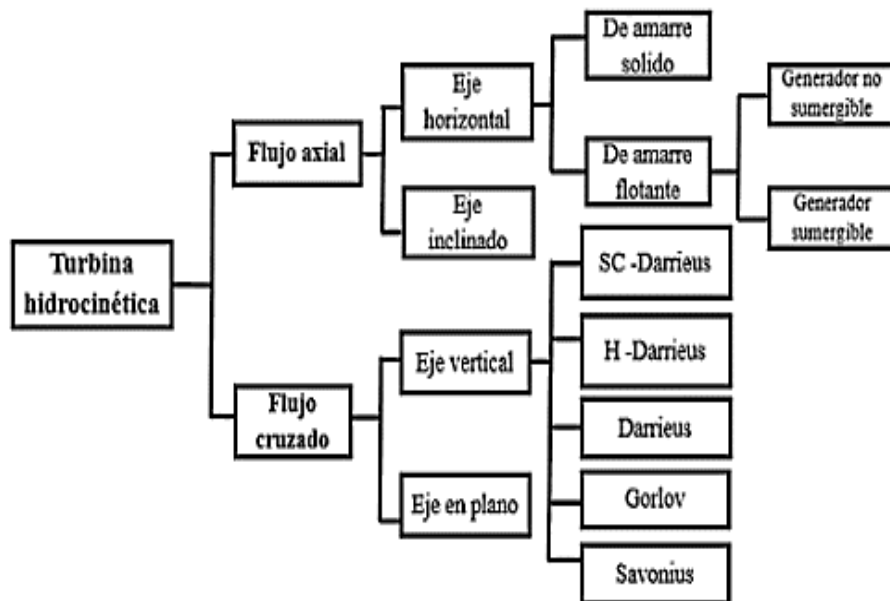 Turbina
hidrocinética
Flujo axial
Eje
horizontal
De amarre
solido
De amarre
flotante
Generador no
sumergible
Generador
sumergible
Eje
inclinado
Flujo
cruzado
Eje vertical
SC -Darrieus
H -Darrieus
Darrieus
Gorlov
Savonius
Eje en plano